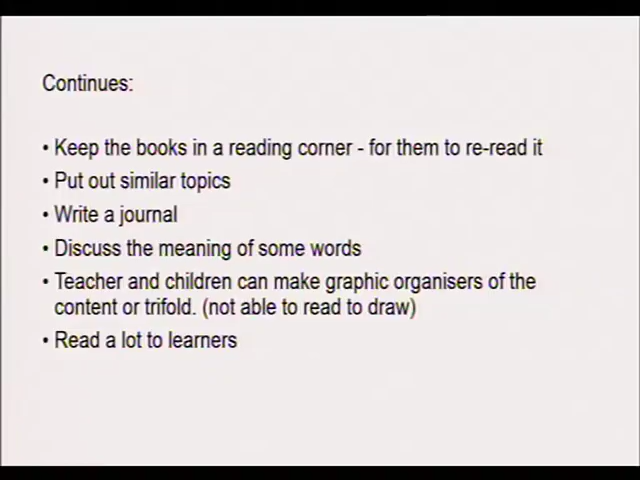 Continues:
• Keep the books in a reading corner - for them to re-read it
• Put out similar topics
• Write a journal
• Discuss the meaning of some words
• Teacher and children can make graphic organisers of the
content or trifold. (not able to read to draw)
• Read a lot to learners